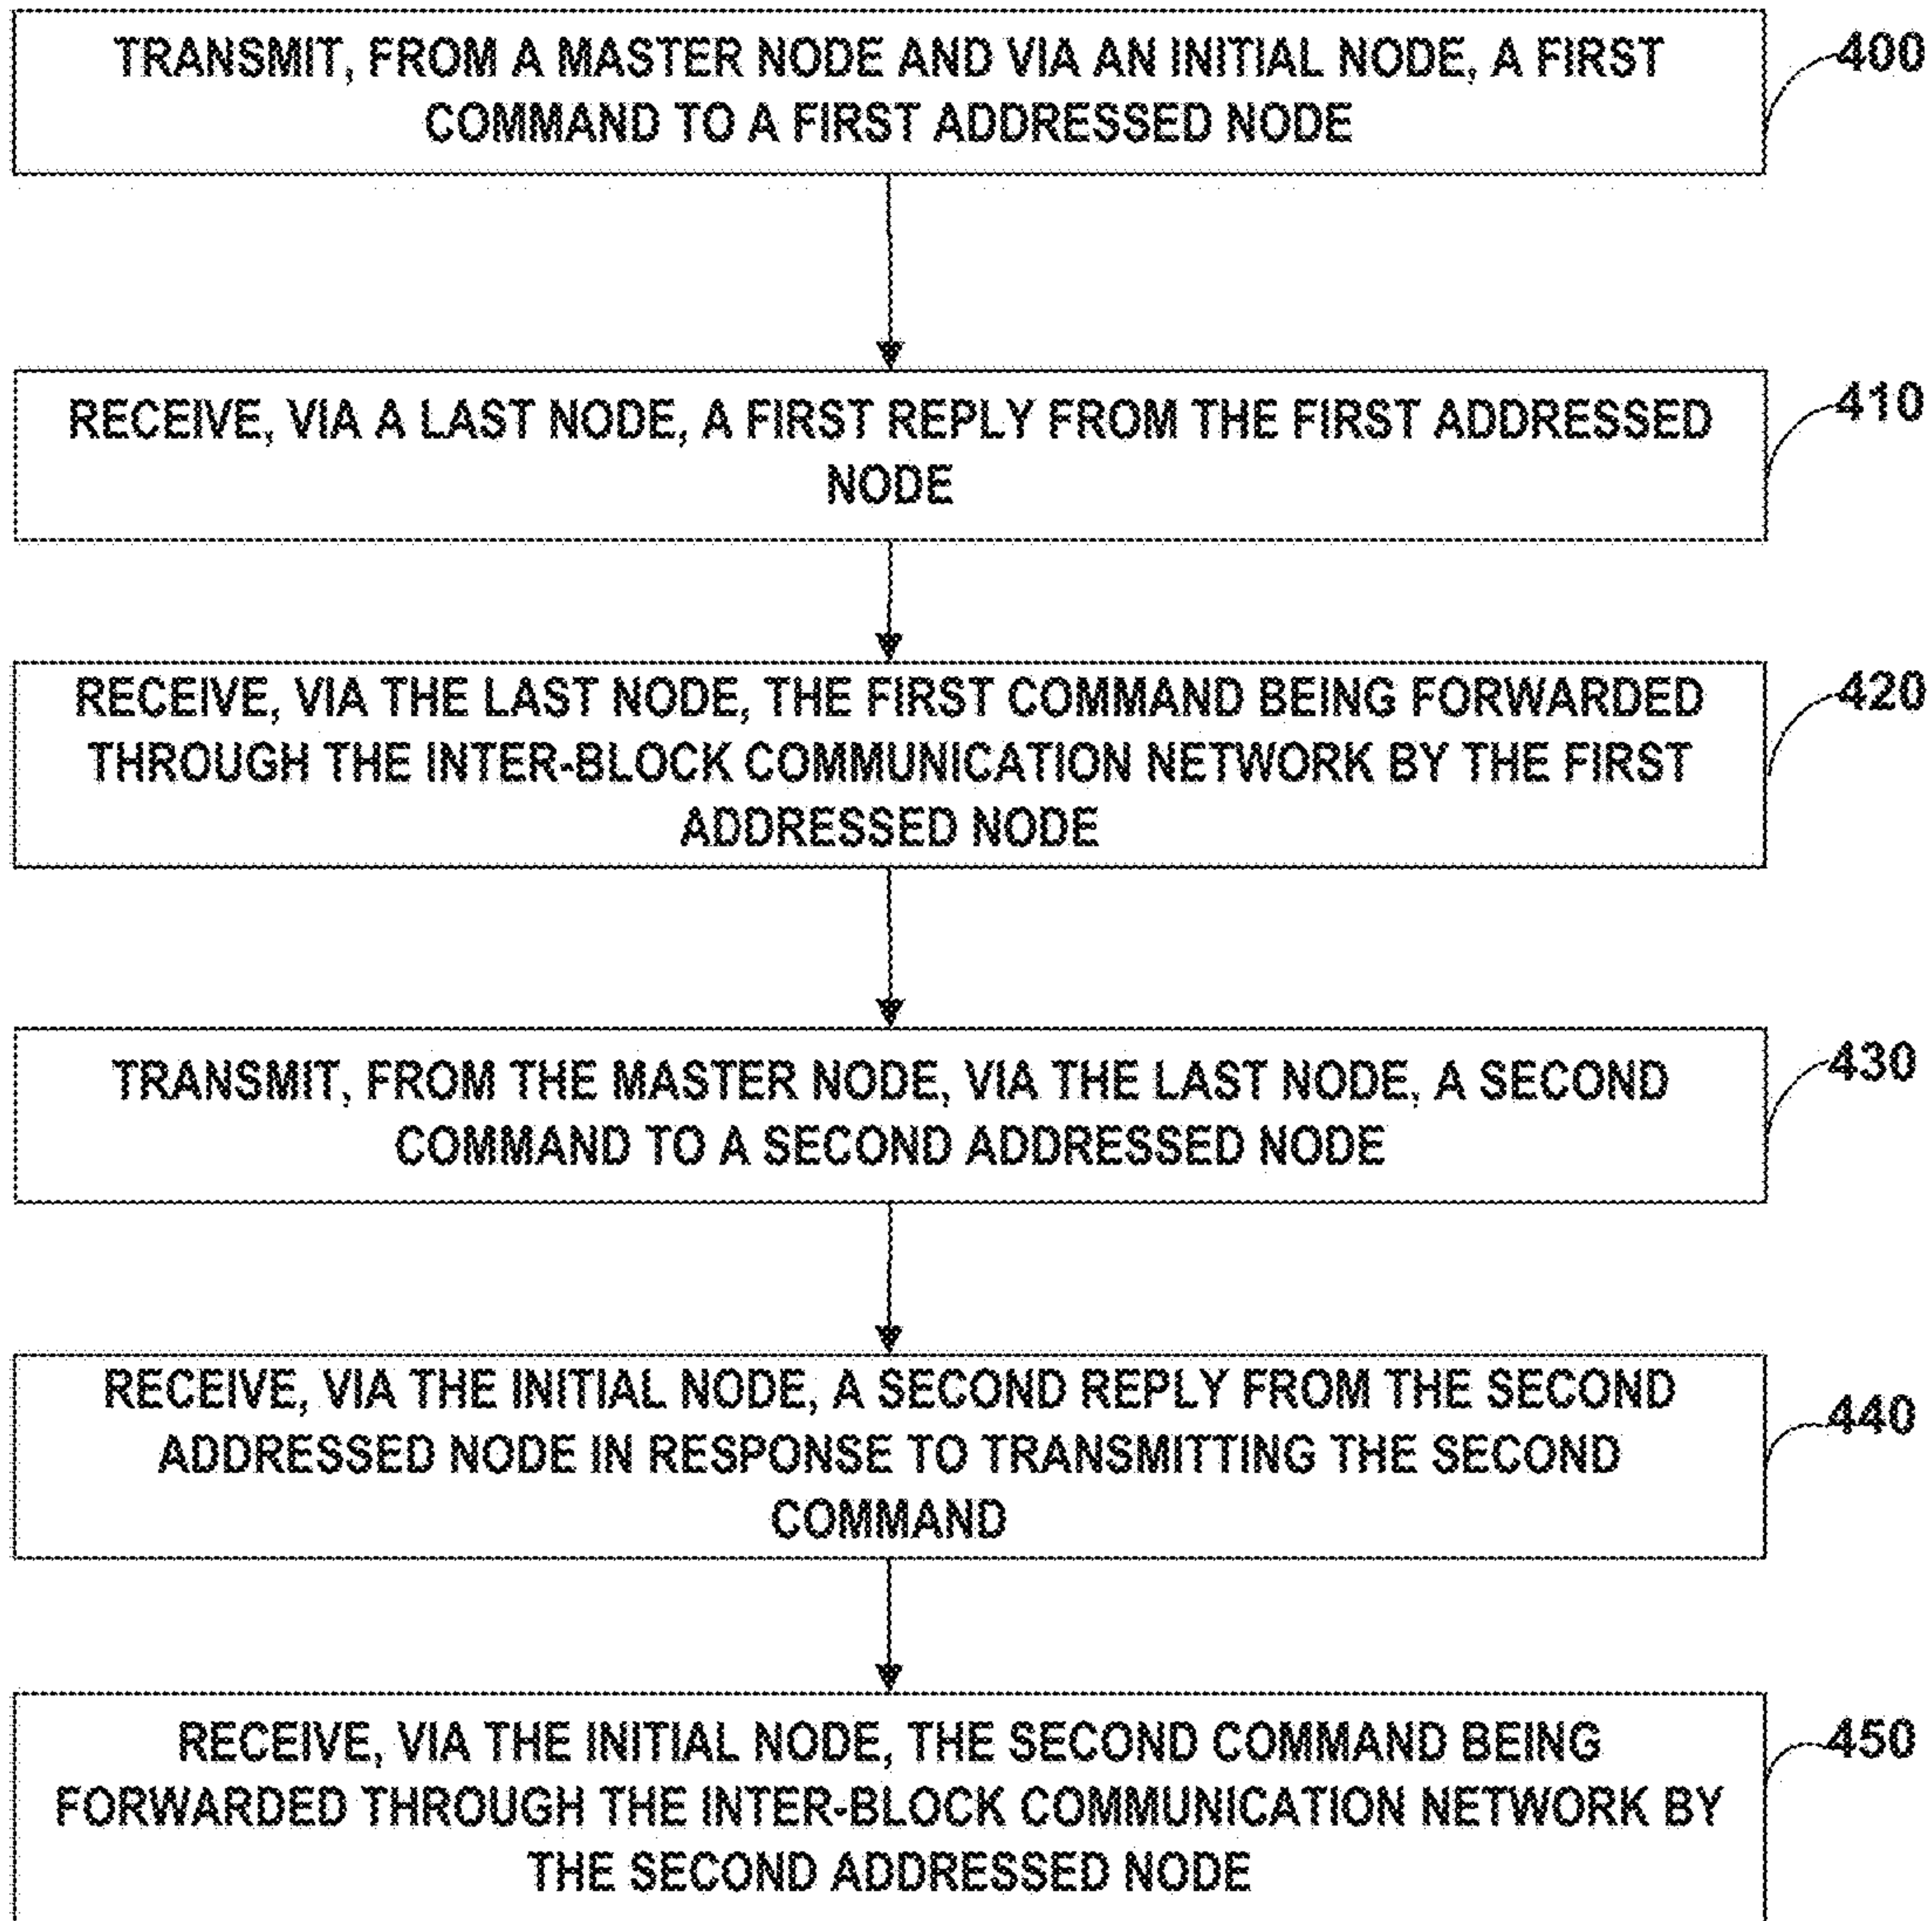 TRANSMIT, FROM A MASTER NODE AND VIA AN INITIAL NODE, A FIRST
COMMAND TO A FIRST ADDRESSED NODE
400
RECEIVE, VIA A LAST NODE, A FIRST REPLY FROM THE FIRST ADDRESSED
NODE
410
RECEIVE, VIA THE LAST NODE, THE FIRST COMMAND BEING FORWARDED
THROUGH THE INTER-BLOCK COMMUNICATION NETWORK BY THE FIRST
ADDRESSED NODE
420
TRANSMIT, FROM THE MASTER NODE, VIA THE LAST NODE, A SECOND
COMMAND TO A SECOND ADDRESSED NODE
430
RECEIVE, VIA THE INITIAL NODE, A SECOND REPLY FROM THE SECOND
ADDRESSED NODE IN RESPONSE TO TRANSMITTING THE SECOND
COMMAND
440
RECEIVE, VIA THE INITIAL NODE, THE SECOND COMMAND BEING
FORWARDED THROUGH THE INTER-BLOCK COMMUNICATION NETWORK BY
THE SECOND ADDRESSED NODE
450